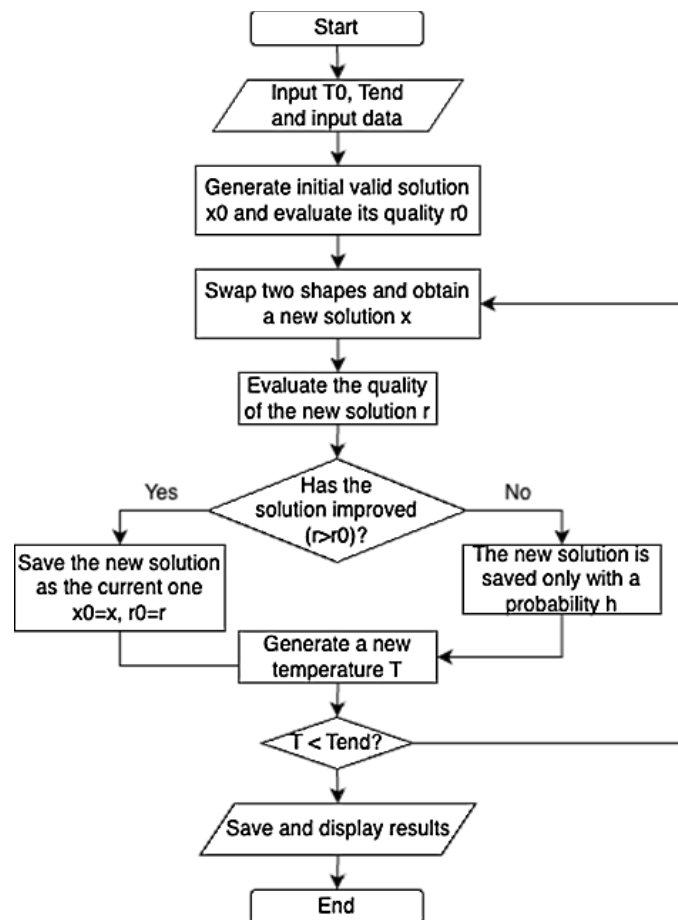 Start
Input T0, Tend
and input data
Generate initial valid solution
x0 and evaluate its quality r0
Swap two shapes and obtain
a new solution x
Evaluate the quality
of the new solution r
Has the
solution improved
(r>r0)?
Yes
No
Save the new solution
as the current one
x0=x, r0=r
The new solution is
saved only with a
probability h
Generate a new
temperature T
T < Tend?
Save and display results
End